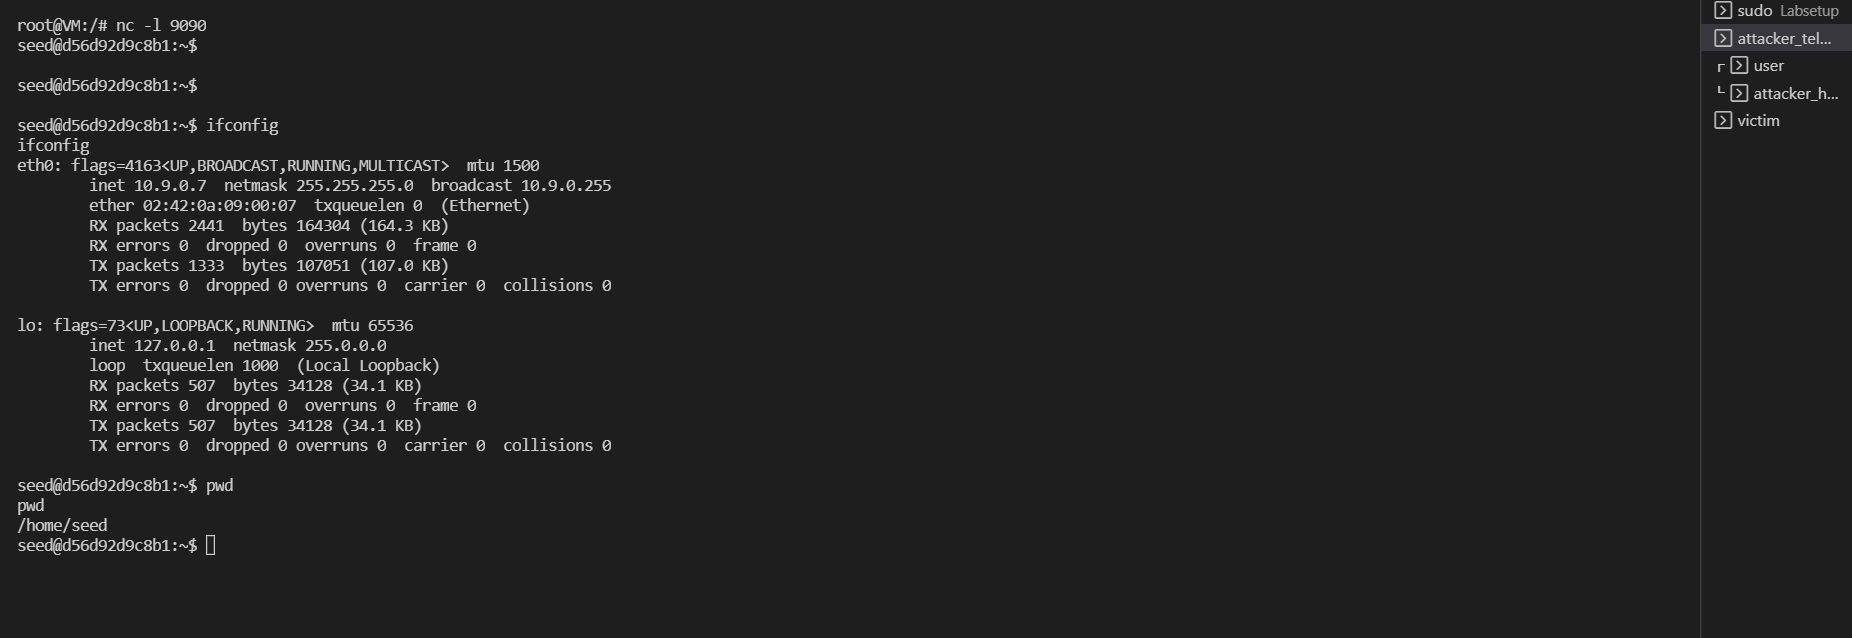 root@VM:/# nc -l 9090
seed@d56d92d9c8b1:~$
seed@d56d92d9c8b1:~$
seed@d56d92d9c8b1:~$ ifconfig
ifconfig
eth0: flags=4163<UP,BROADCAST,RUNNING,MULTICAST>  mtu 1500
        inet 10.9.0.7  netmask 255.255.255.0  broadcast 10.9.0.255
        ether 02:42:0a:09:00:07  txqueuelen 0  (Ethernet)
        RX packets 2441  bytes 164304 (164.3 KB)
        RX errors 0  dropped 0  overruns 0  frame 0
        TX packets 1333  bytes 107051 (107.0 KB)
        TX errors 0  dropped 0 overruns 0  carrier 0  collisions 0
lo: flags=73<UP,LOOPBACK,RUNNING>  mtu 65536
        inet 127.0.0.1  netmask 255.0.0.0
        loop  txqueuelen 1000  (Local Loopback)
        RX packets 507  bytes 34128 (34.1 KB)
        RX errors 0  dropped 0  overruns 0  frame 0
        TX packets 507  bytes 34128 (34.1 KB)
        TX errors 0  dropped 0 overruns 0  carrier 0  collisions 0
seed@d56d92d9c8b1:~$ pwd
pwd
/home/seed
seed@d56d92d9c8b1:~$
sudo Labsetup
attacker_tel...
user
attacker_h...
victim